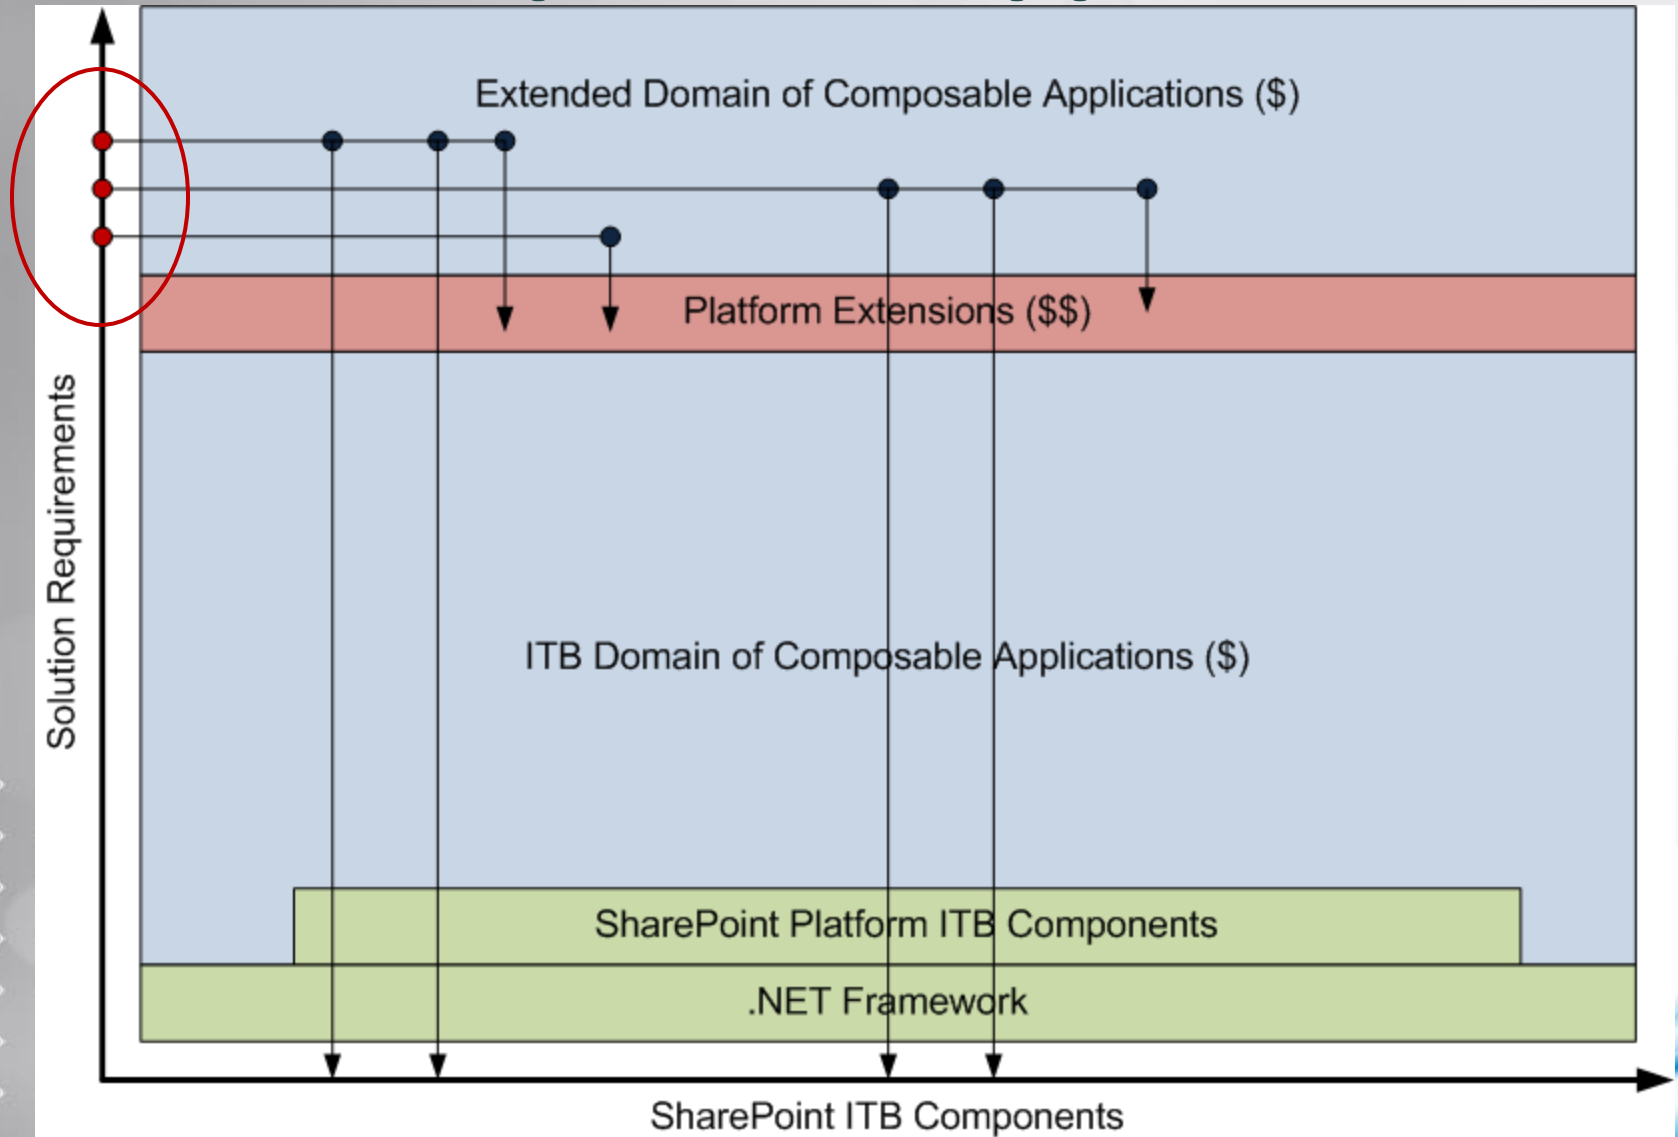 Extended Domain of Composable Applications ($)
Platform Extensions ($$)
ITB Domain of Composable Applications ($)
SharePoint Platform ITB Components
.NET Framework
Solution Requirements
SharePoint ITB Components